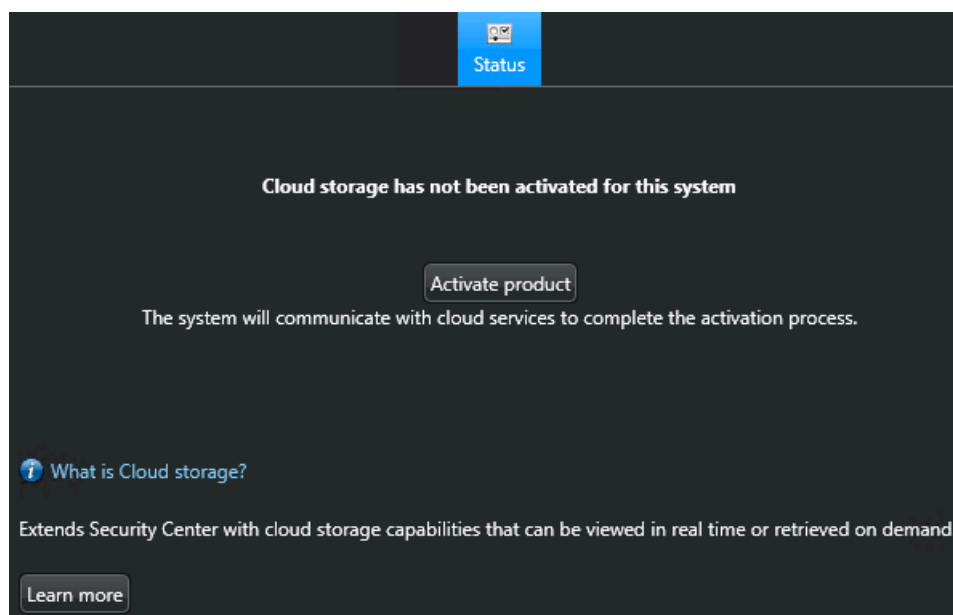 Status
Cloud storage has not been activated for this system
Activate product
The system will communicate with cloud services to complete the activation process.
What is Cloud storage?
Extends Security Center with cloud storage capabilities that can be viewed in real time or retrieved on demand
Learn more